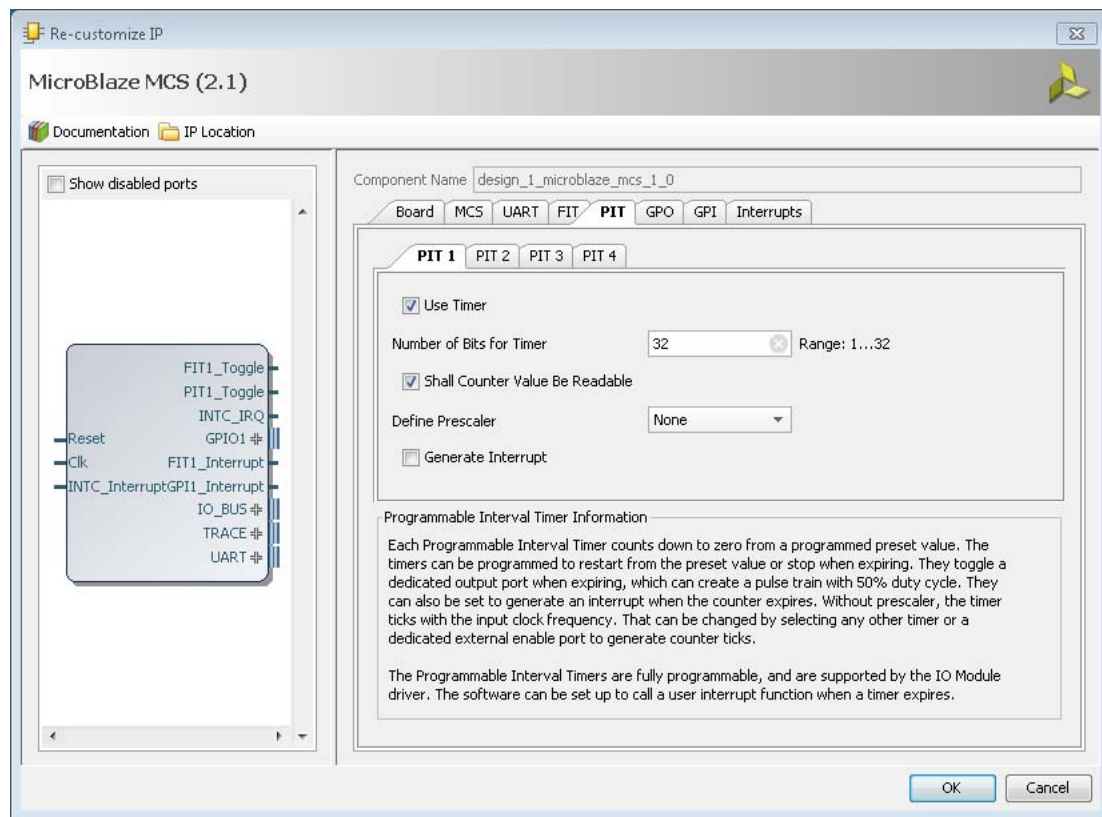 Re-customize IP
MicroBlaze MCS (2.1)
Documentation IP Location
Show disabled ports
FIT1_Toggle
PIT1_Toggle
INTC_IRQ
Reset GPIO1
Clk FIT1_Interrupt
INTC_InterruptGPI1_Interrupt
IO_BUS
TRACE
UART
Component Name design_1_microblaze_mcs_1_0
Board MCS UART FIT PIT GPO GPI Interrupts
PIT 1 PIT 2 PIT 3 PIT 4
Use Timer
Number of Bits for Timer 32 Range: 1...32
Shall Counter Value Be Readable
Define Prescaler None
Generate Interrupt
Programmable Interval Timer Information
Each Programmable Interval Timer counts down to zero from a programmed preset value. The
timers can be programmed to restart from the preset value or stop when expiring. They toggle a
dedicated output port when expiring, which can create a pulse train with 50% duty cycle. They
can also be set to generate an interrupt when the counter expires. Without prescaler, the timer
ticks with the input clock frequency. That can be changed by selecting any other timer or a
dedicated external enable port to generate counter ticks.
The Programmable Interval Timers are fully programmable, and are supported by the IO Module
driver. The software can be set up to call a user interrupt function when a timer expires.
OK Cancel